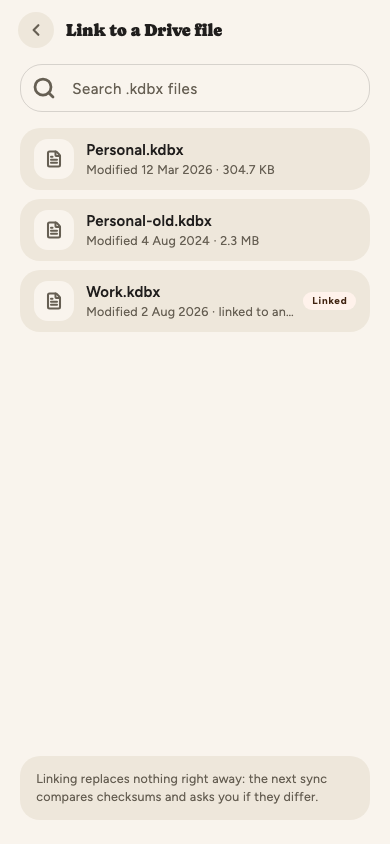 Link to a Drive file
Search .kdbx files
Personal.kdbx
Modified 12 Mar 2026 · 304.7 KB
Personal-old.kdbx
Modified 4 Aug 2024 · 2.3 MB
Work.kdbx
Modified 2 Aug 2026 · linked to an...
Linked
Linking replaces nothing right away: the next sync
compares checksums and asks you if they differ.